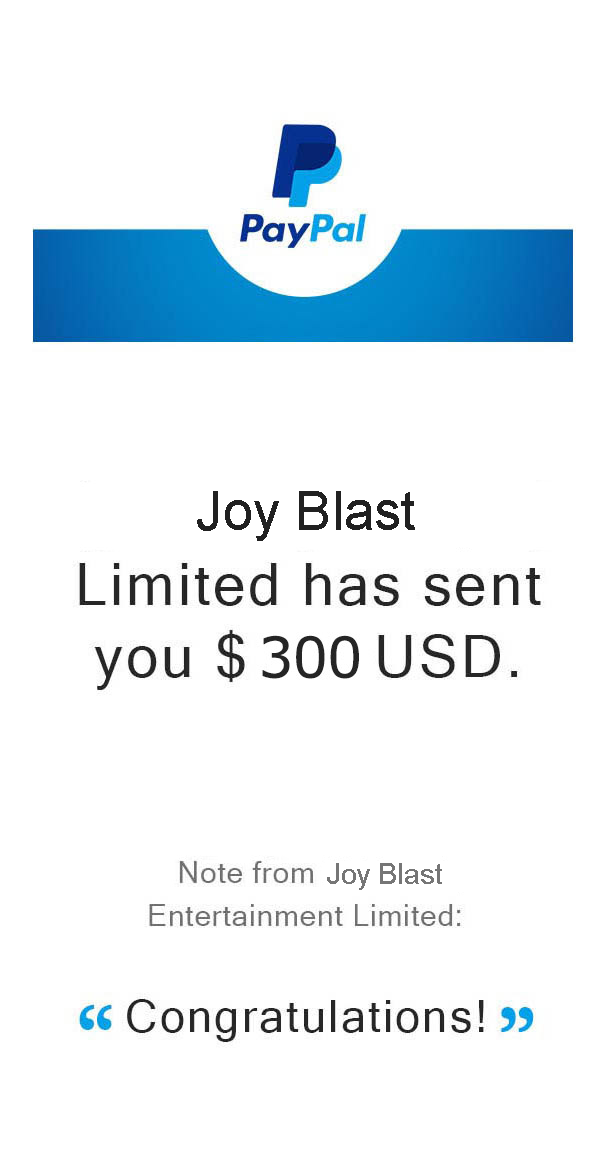 PayPal
Joy Blast
Limited has sent
you $ 300 USD.
Note from Joy Blast
Entertainment Limited:
“ Congratulations! ”